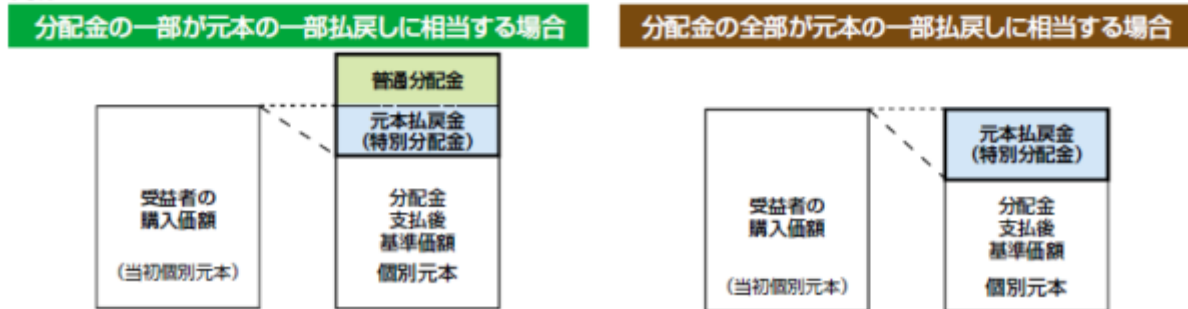 分配金の一部が元本の一部払戻しに相当する場合
普通分配金
元本払戻金
(特別分配金)
受益者の
購入価額
(当初個別元本)
分配金
支払後
基準価額
個別元本
分配金の全部が元本の一部払戻しに相当する場合
元本払戻金
(特別分配金)
受益者の
購入価額
(当初個別元本)
分配金
支払後
基準価額
個別元本